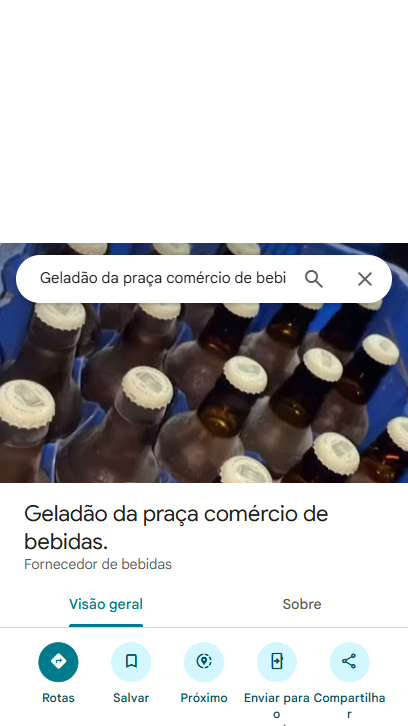 Geladão da praça comércio de bebi
Geladão da praça comércio de
bebidas.
Fornecedor de bebidas
Visão geral
Sobre
Rotas
Salvar
Próximo
Enviar para o
Compartilhar